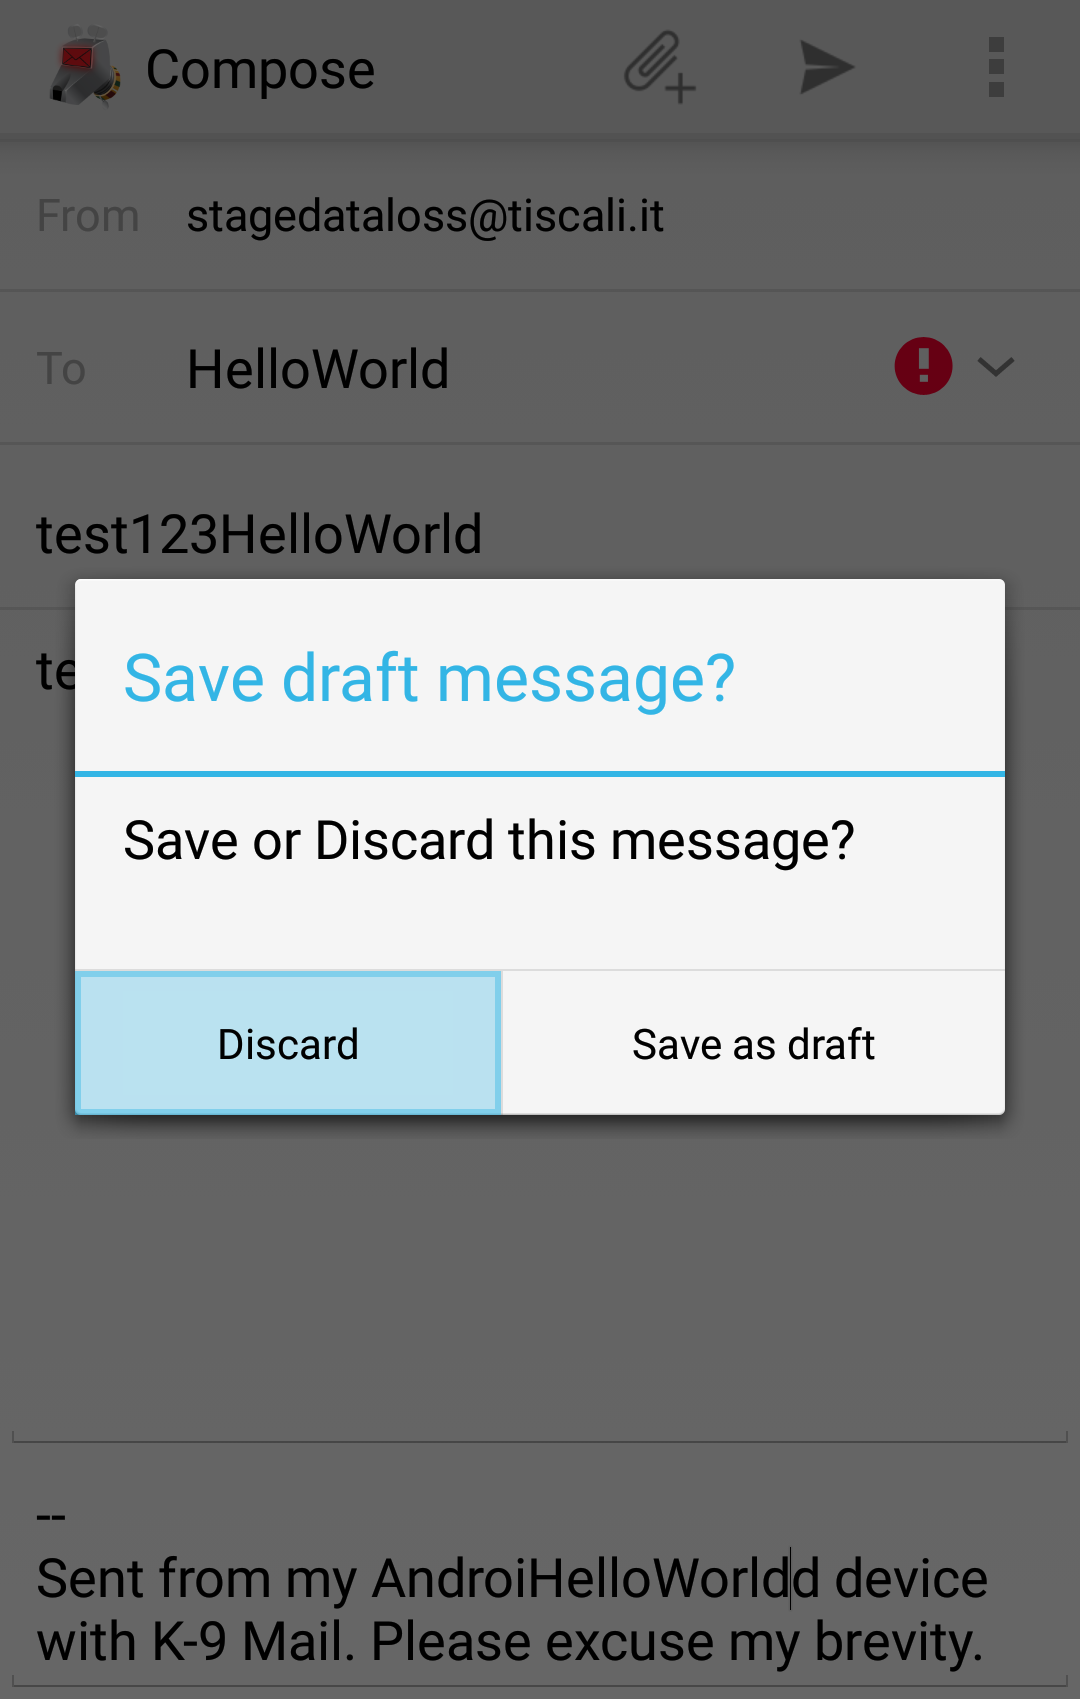 Compose
From stagedataloss@tiscali.it
To HelloWorld
test123HelloWorld
te
Save draft message?
Save or Discard this message?
Discard Save as draft
--
Sent from my AndroiHelloWorldd device
with K-9 Mail. Please excuse my brevity.